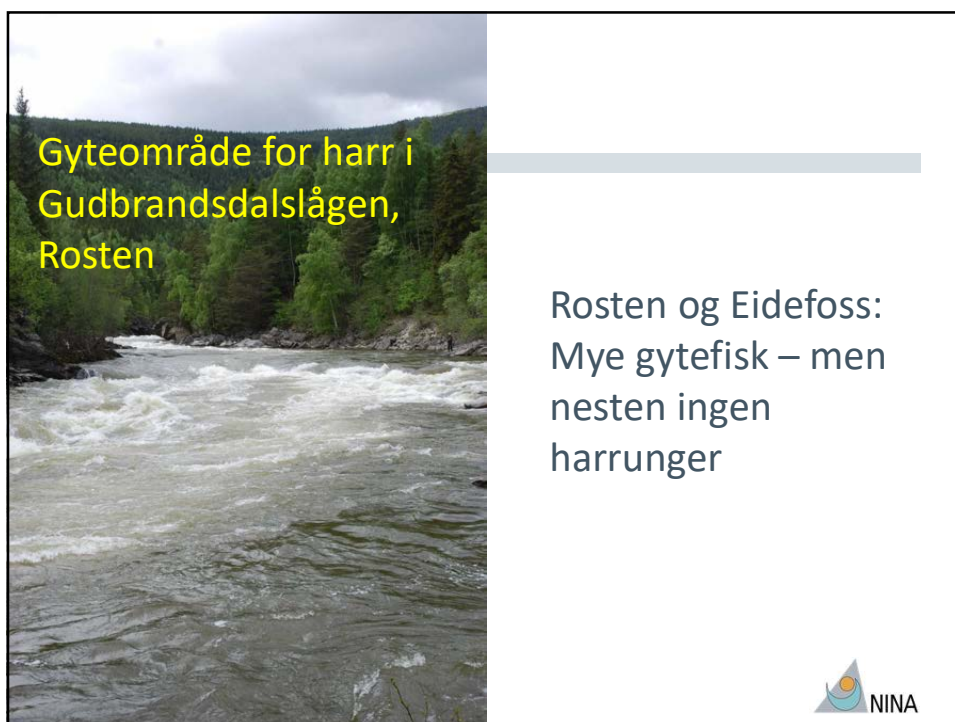 Gyteområde for harr i
Gudbrandsdalslågen,
Rosten
Rosten og Eidefoss:
Mye gytefisk – men
nesten ingen
harrunger
NINA